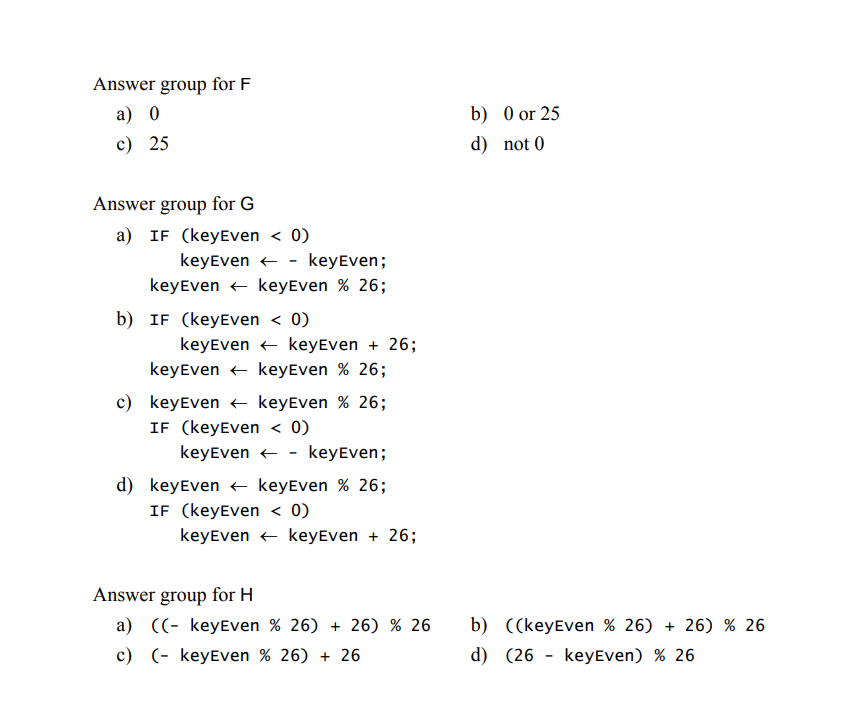 Answer group for F
a) 0 b) 0 or 25
c) 25 d) not 0
Answer group for G
a) IF (keyEven < 0)
keyEven ← - keyEven;
keyEven ← keyEven % 26;
b) IF (keyEven < 0)
keyEven ← keyEven + 26;
keyEven ← keyEven % 26;
c) keyEven ← keyEven % 26;
IF (keyEven < 0)
keyEven ← - keyEven;
d) keyEven ← keyEven % 26;
IF (keyEven < 0)
keyEven ← keyEven + 26;
Answer group for H
a) ((- keyEven % 26) + 26) % 26 b) ((keyEven % 26) + 26) % 26
c) (- keyEven % 26) + 26 d) (26 - keyEven) % 26